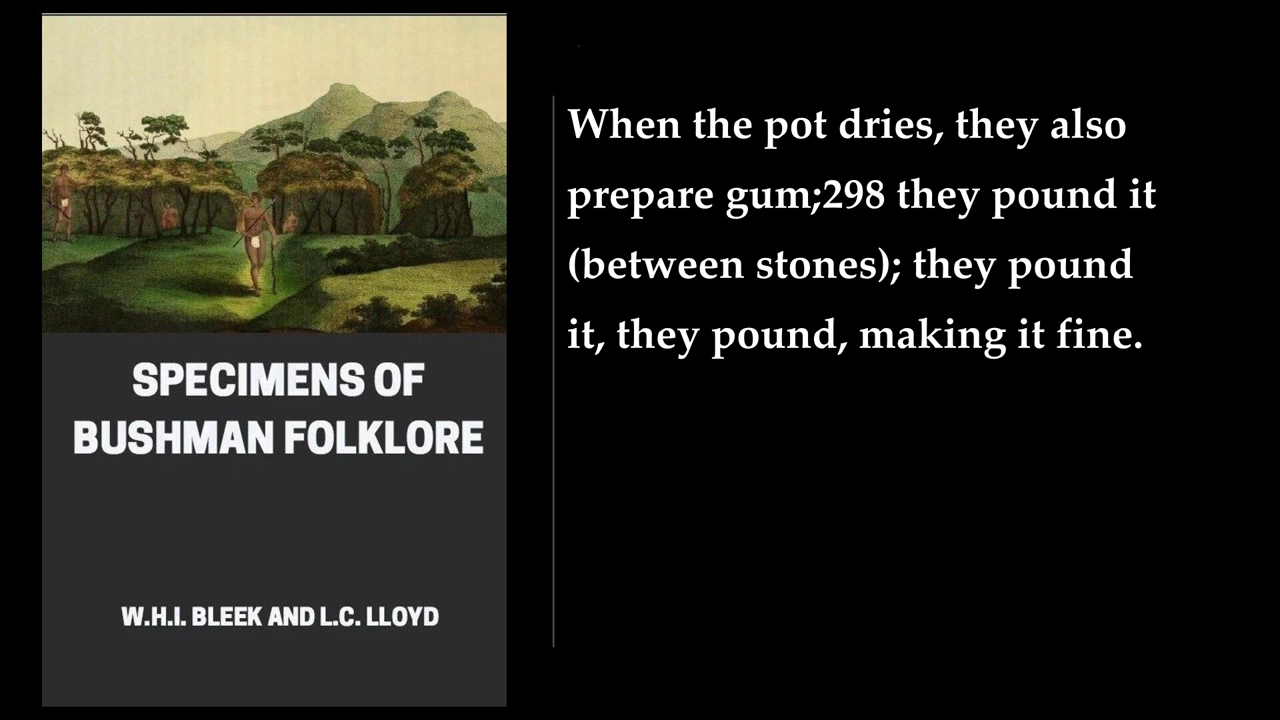 SPECIMENS OF
BUSHMAN FOLKLORE
W.H.I. BLEEK AND L.C. LLOYD
When the pot dries, they also
prepare gum;298 they pound it
(between stones); they pound
it, they pound, making it fine.